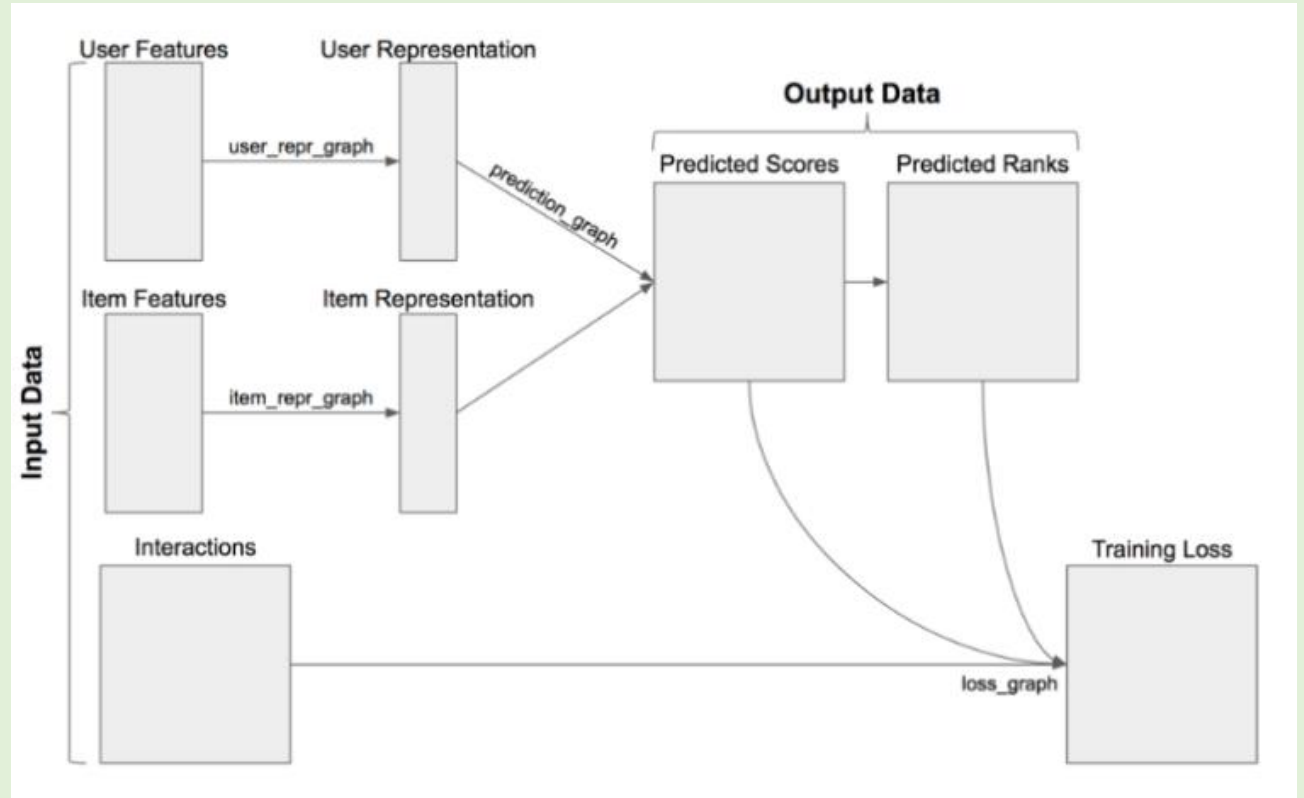 User Features
User Representation
Output Data
user_repr_graph
prediction_graph
Predicted Scores
Predicted Ranks
Item Features
Item Representation
Input Data
item_repr_graph
Interactions
Training Loss
loss_graph